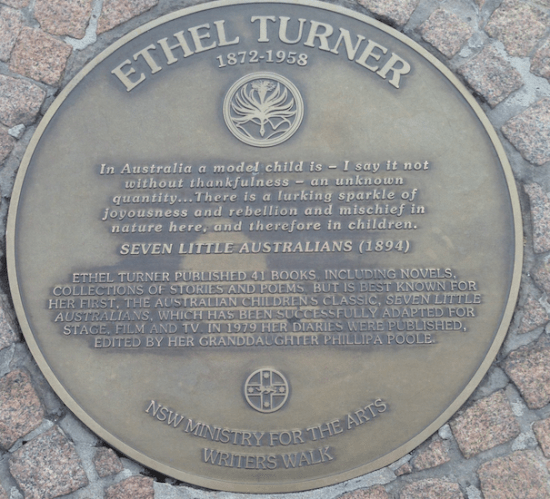 ETHEL TURNER
1872-1958
In Australia a model child is – I say it not
without thankfulness – an unknown
quantity...There is a lurking sparkle of
joyousness and rebellion and mischief in
nature here, and therefore in children.
SEVEN LITTLE AUSTRALIANS (1894)
ETHEL TURNER PUBLISHED 41 BOOKS, INCLUDING NOVELS,
COLLECTIONS OF STORIES AND POEMS, BUT IS BEST KNOWN FOR
HER FIRST, THE AUSTRALIAN CHILDREN'S CLASSIC, SEVEN LITTLE
AUSTRALIANS, WHICH HAS BEEN SUCCESSFULLY ADAPTED FOR
STAGE, FILM AND TV. IN 1979 HER DIARIES WERE PUBLISHED,
EDITED BY HER GRANDDAUGHTER PHILLIPA POOLE.
NSW MINISTRY FOR THE ARTS
WRITERS WALK